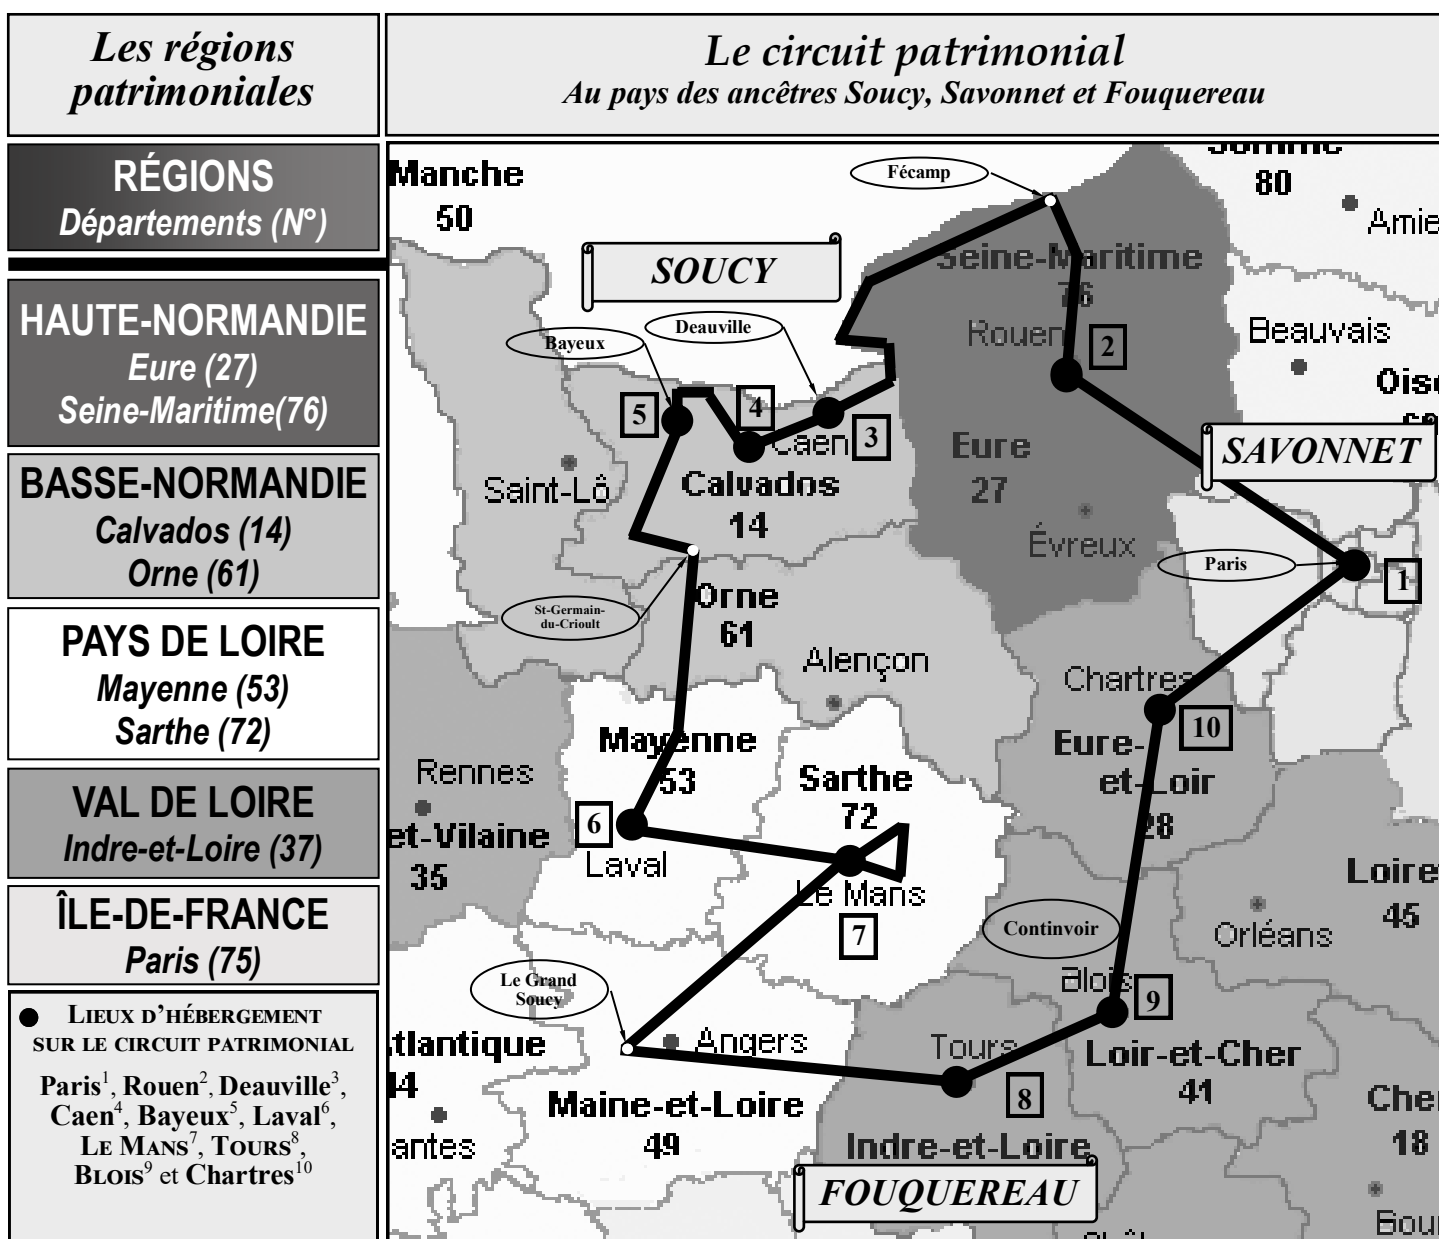 Les régions
patrimoniales
Le circuit patrimonial
Au pays des ancêtres Soucy, Savonnet et Fouquereau
RÉGIONS
Départements (N°)
HAUTE-NORMANDIE
Eure (27)
Seine-Maritime(76)
BASSE-NORMANDIE
Calvados (14)
Orne (61)
PAYS DE LOIRE
Mayenne (53)
Sarthe (72)
VAL DE LOIRE
Indre-et-Loire (37)
ÎLE-DE-FRANCE
Paris (75)
LIEUX D’HÉBERGEMENT
SUR LE CIRCUIT PATRIMONIAL
Paris1, Rouen2, Deauville3,
Caen4, Bayeux5, Laval6,
LE MANS7, TOURS8,
BLOIS9 et Chartres10
Manche
50
Fécamp
80
Amie
SOUCY
Seine-Maritime
76
Rouen
2
Beauvais
Deauville
Bayeux
Ois
5
4
3
Caen
Saint-Lô
Calvados
14
Eure
27
Évreux
SAVONNET
Paris
1
St-Germain-
du-Crioult
Orne
61
Alençon
Chartres
10
Eure-
et-Loir
28
Mayenne
53
Sarthe
72
Rennes
et-Vilaine
35
6
Laval
Le Mans
7
Loire
45
Orléans
Continvoir
Blois
9
Le Grand
Soucy
Angers
tlantique
44
antes
Maine-et-Loire
49
Tours
8
Loir-et-Cher
41
Indre-et-Loire
FOUQUEREAU
Che
18
Bou